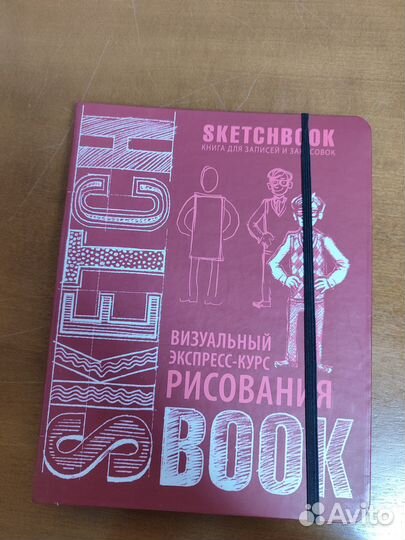 SKETCHBOOK
КНИГА ДЛЯ ЗАПИСЕЙ И ЗАРИСОВОК
SKETCH
ВИЗУАЛЬНЫЙ
ЭКСПРЕСС-КУРС
РИСОВАНИЯ
BOOK
Avito